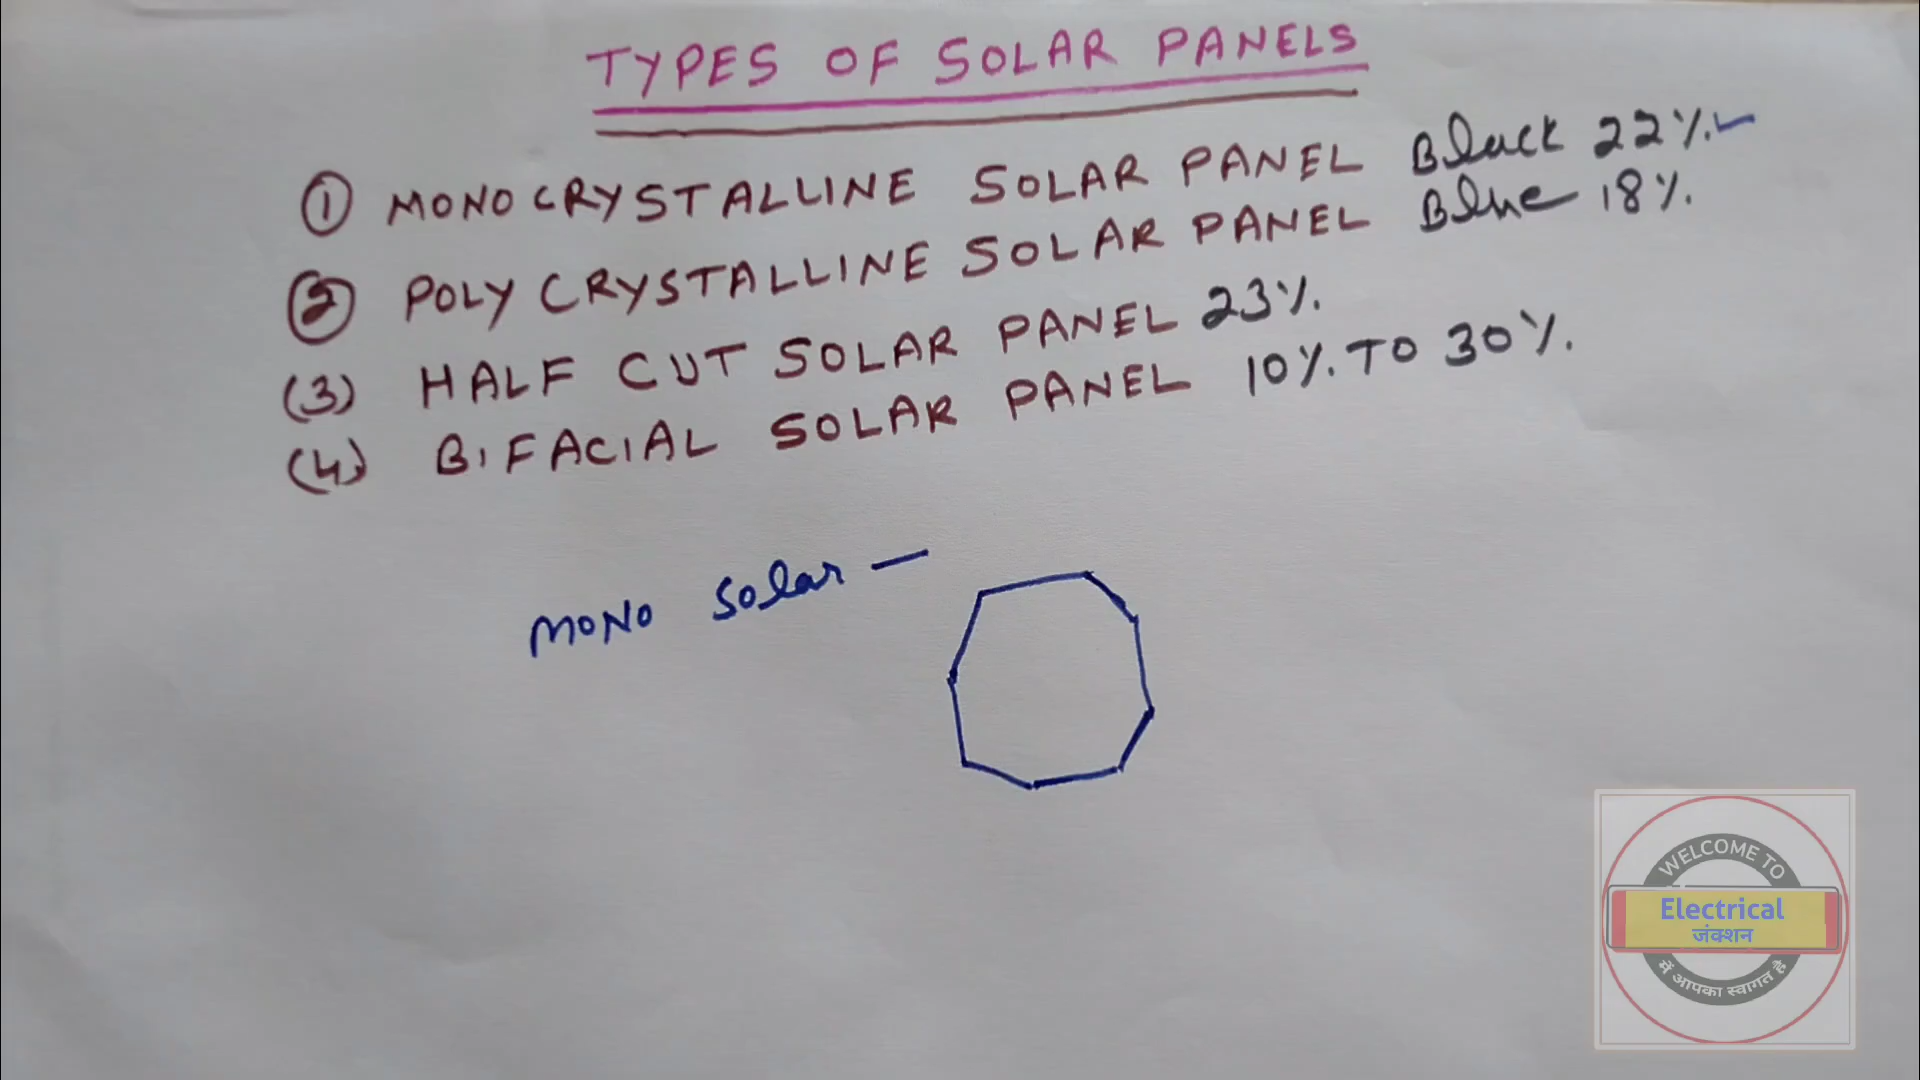 TYPES OF SOLAR PANELS
① MONOCRYSTALLINE SOLAR PANEL Black 22%.
② POLY CRYSTALLINE SOLAR PANEL Blue 18%.
(3) HALF CUT SOLAR PANEL 23%.
(4) BIFACIAL SOLAR PANEL 10%. TO 30%.
MONO Solar —
WELCOME TO
Electrical
जंक्शन
में आपका स्वागत है